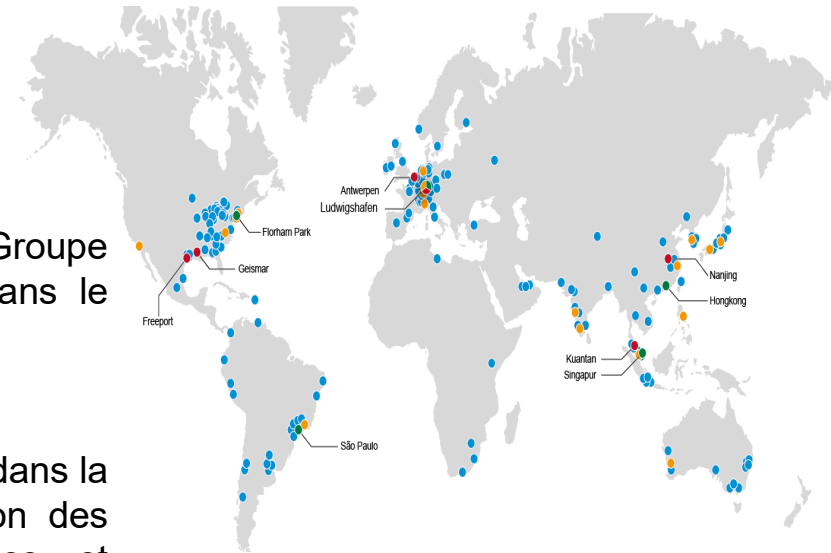 Groupe
ans le
dans la
on des
Antwerpen
Ludwigshafen
Florham Park
Geismar
Freeport
Nanjing
Hongkong
Kuantan
Singapur
São Paulo